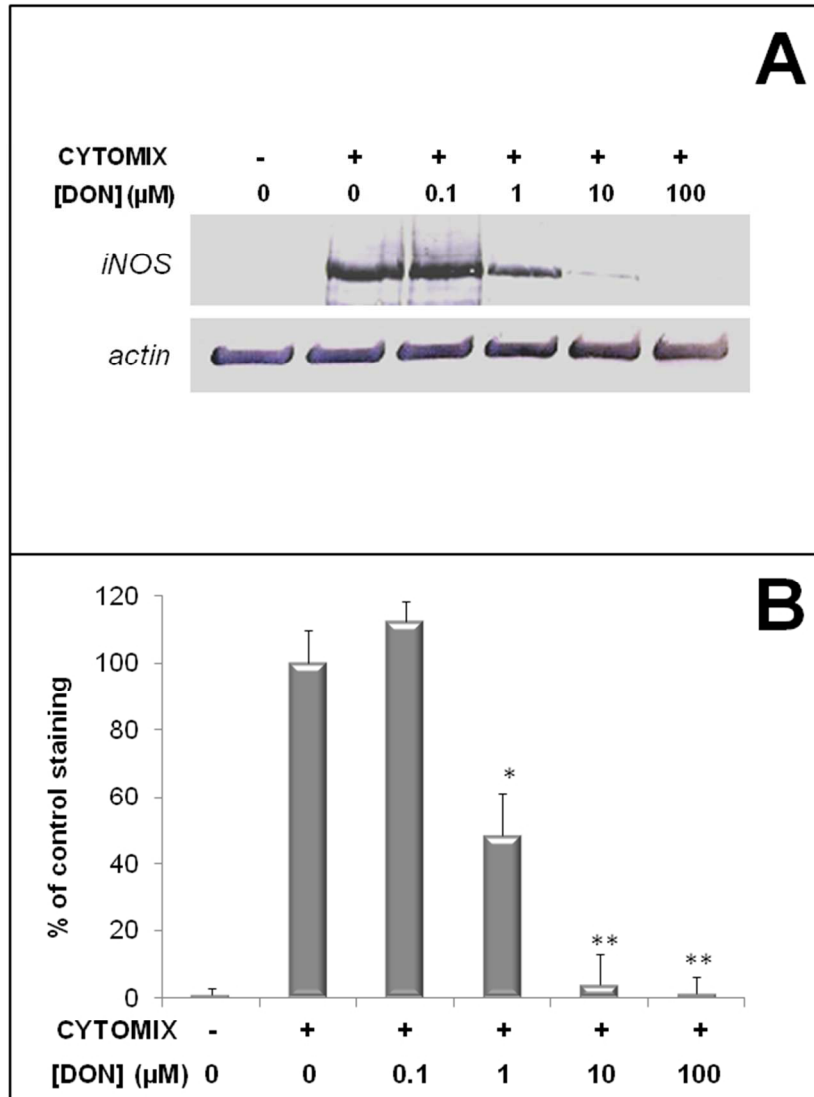 A
CYTOMIX - + + + + +
[DON] (µM) 0 0 0.1 1 10 100
iNOS
actin
B
120
100
80
60
40
20
0
% of control staining
*
**
**
CYTOMIX - + + + + +
[DON] (µM) 0 0 0.1 1 10 100